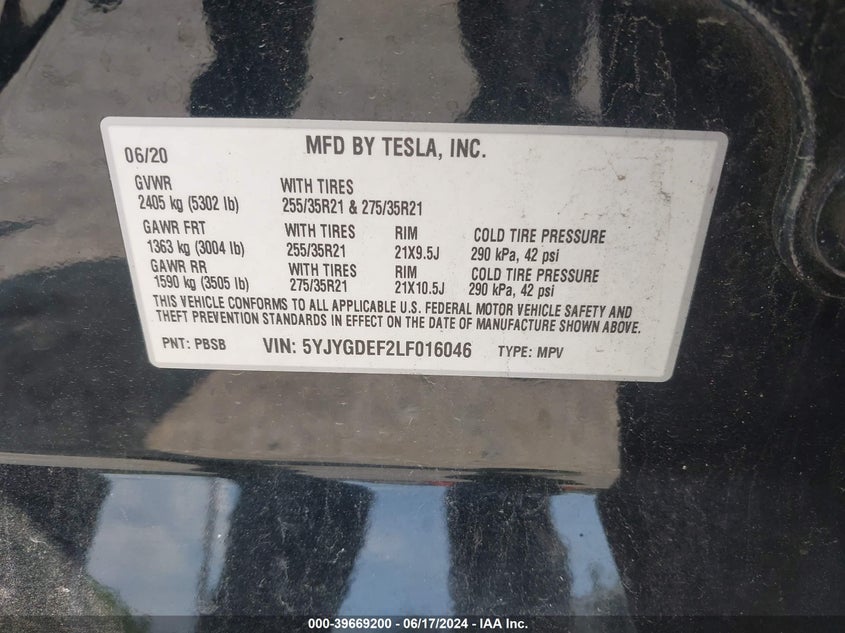 06/20 MFD BY TESLA, INC.
GVWR WITH TIRES
2405 kg (5302 lb) 255/35R21 & 275/35R21
GAWR FRT WITH TIRES RIM COLD TIRE PRESSURE
1363 kg (3004 lb) 255/35R21 21X9.5J 290 kPa, 42 psi
GAWR RR WITH TIRES RIM COLD TIRE PRESSURE
1590 kg (3505 lb) 275/35R21 21X10.5J 290 kPa, 42 psi
THIS VEHICLE CONFORMS TO ALL APPLICABLE U.S. FEDERAL MOTOR VEHICLE SAFETY AND
THEFT PREVENTION STANDARDS IN EFFECT ON THE DATE OF MANUFACTURE SHOWN ABOVE.
PNT: PBSB VIN: 5YJYGDEF2LF016046 TYPE: MPV
000-39669200 - 06/17/2024 - IAA Inc.